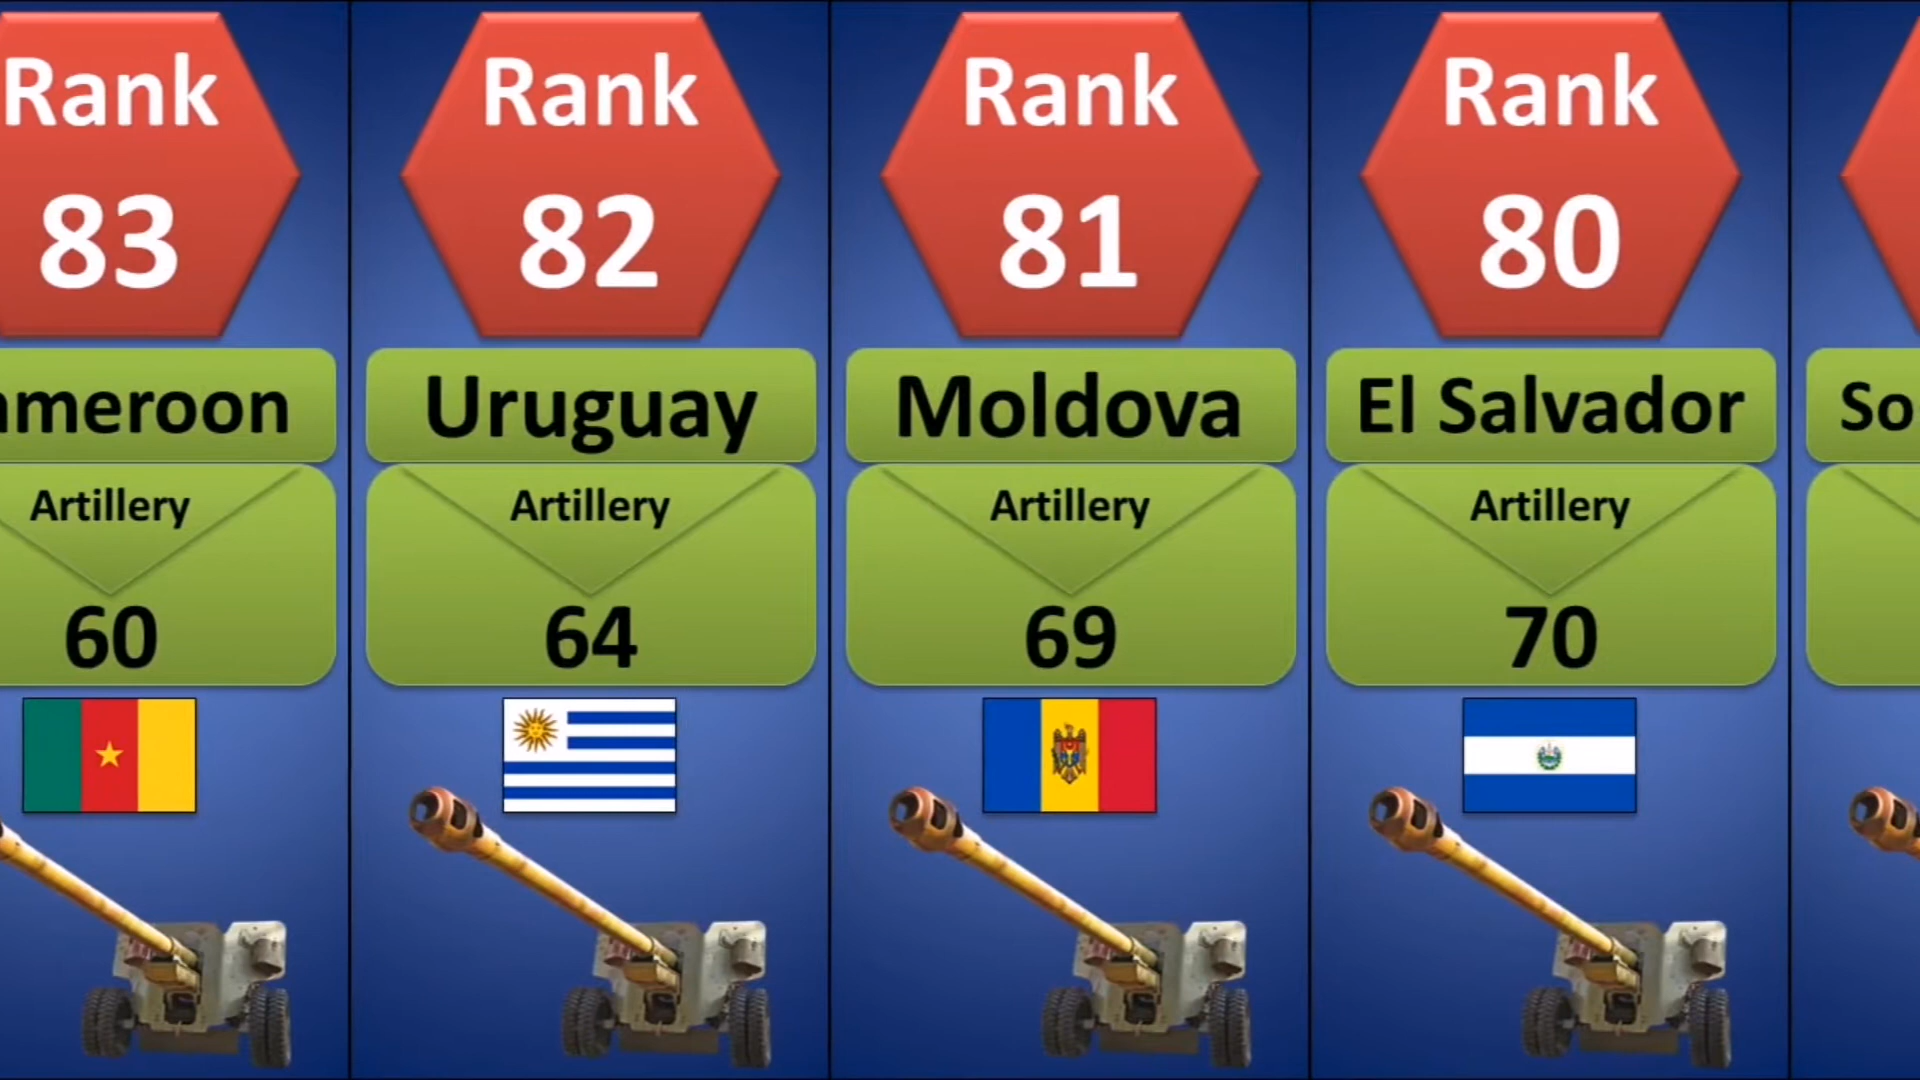 Rank
83
meroon
Artillery
60
Rank
82
Uruguay
Artillery
64
Rank
81
Moldova
Artillery
69
Rank
80
El Salvador
Artillery
70
So